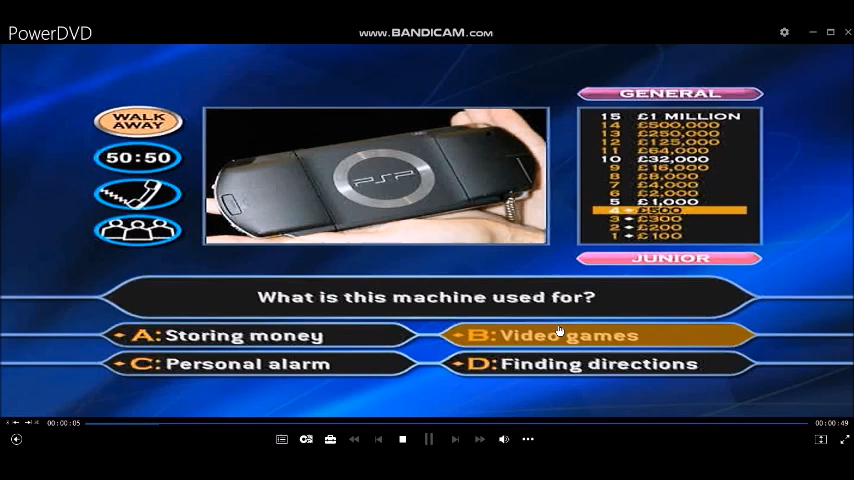 PowerDVD
www.BANDICAM.com
GENERAL
WALK
AWAY
50:50
PSP
15 £1 MILLION
14 £500,000
13 £250,000
12 £125,000
11 £64,000
10 £32,000
9 £16,000
8 £8,000
7 £4,000
6 £2,000
5 £1,000
4 £500
3 £300
2 £200
1 £100
JUNIOR
What is this machine used for?
A: Storing money
B: Video games
C: Personal alarm
D: Finding directions
00:00:05
00:00:49